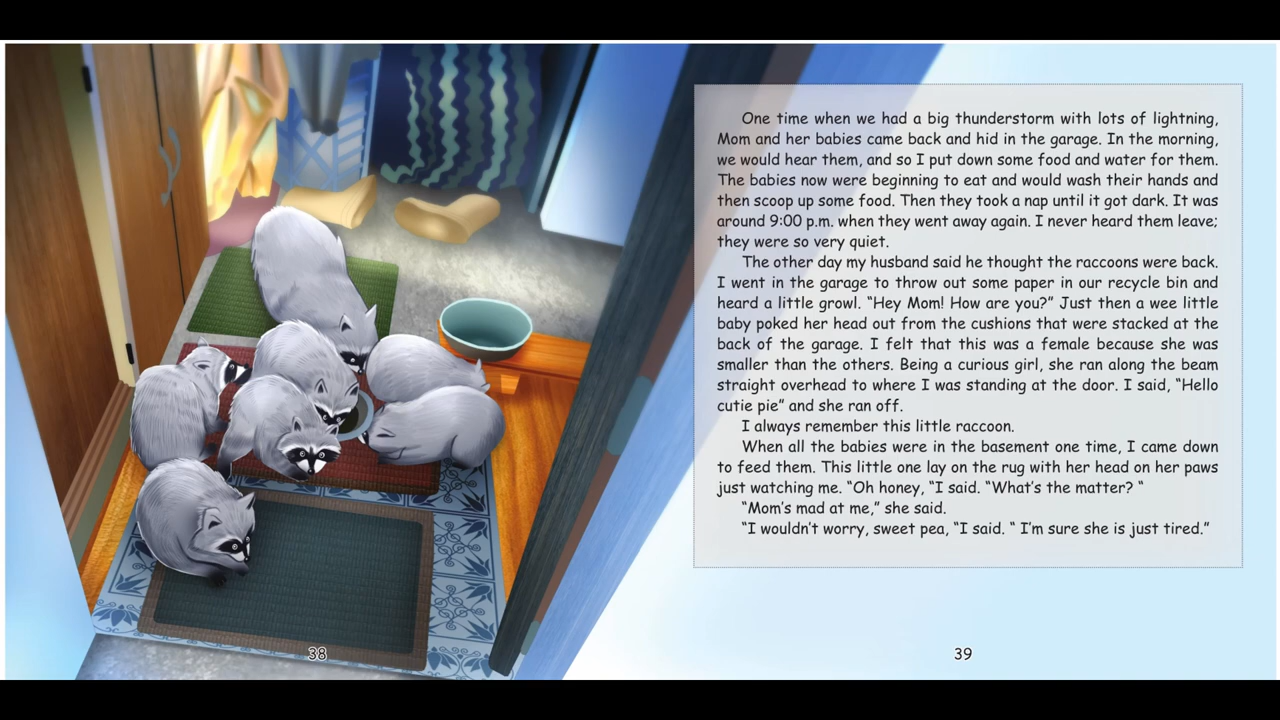 One time when we had a big thunderstorm with lots of lightning,
Mom and her babies came back and hid in the garage. In the morning,
we would hear them, and so I put down some food and water for them.
The babies now were beginning to eat and would wash their hands and
then scoop up some food. Then they took a nap until it got dark. It was
around 9:00 p.m. when they went away again. I never heard them leave;
they were so very quiet.
The other day my husband said he thought the raccoons were back.
I went in the garage to throw out some paper in our recycle bin and
heard a little growl. “Hey Mom! How are you?” Just then a wee little
baby poked her head out from the cushions that were stacked at the
back of the garage. I felt that this was a female because she was
smaller than the others. Being a curious girl, she ran along the beam
straight overhead to where I was standing at the door. I said, “Hello
cutie pie” and she ran off.
I always remember this little raccoon.
When all the babies were in the basement one time, I came down
to feed them. This little one lay on the rug with her head on her paws
just watching me. “Oh honey, “I said. “What’s the matter? “
“Mom’s mad at me,” she said.
“I wouldn’t worry, sweet pea, “I said. “ I’m sure she is just tired.”
38
39